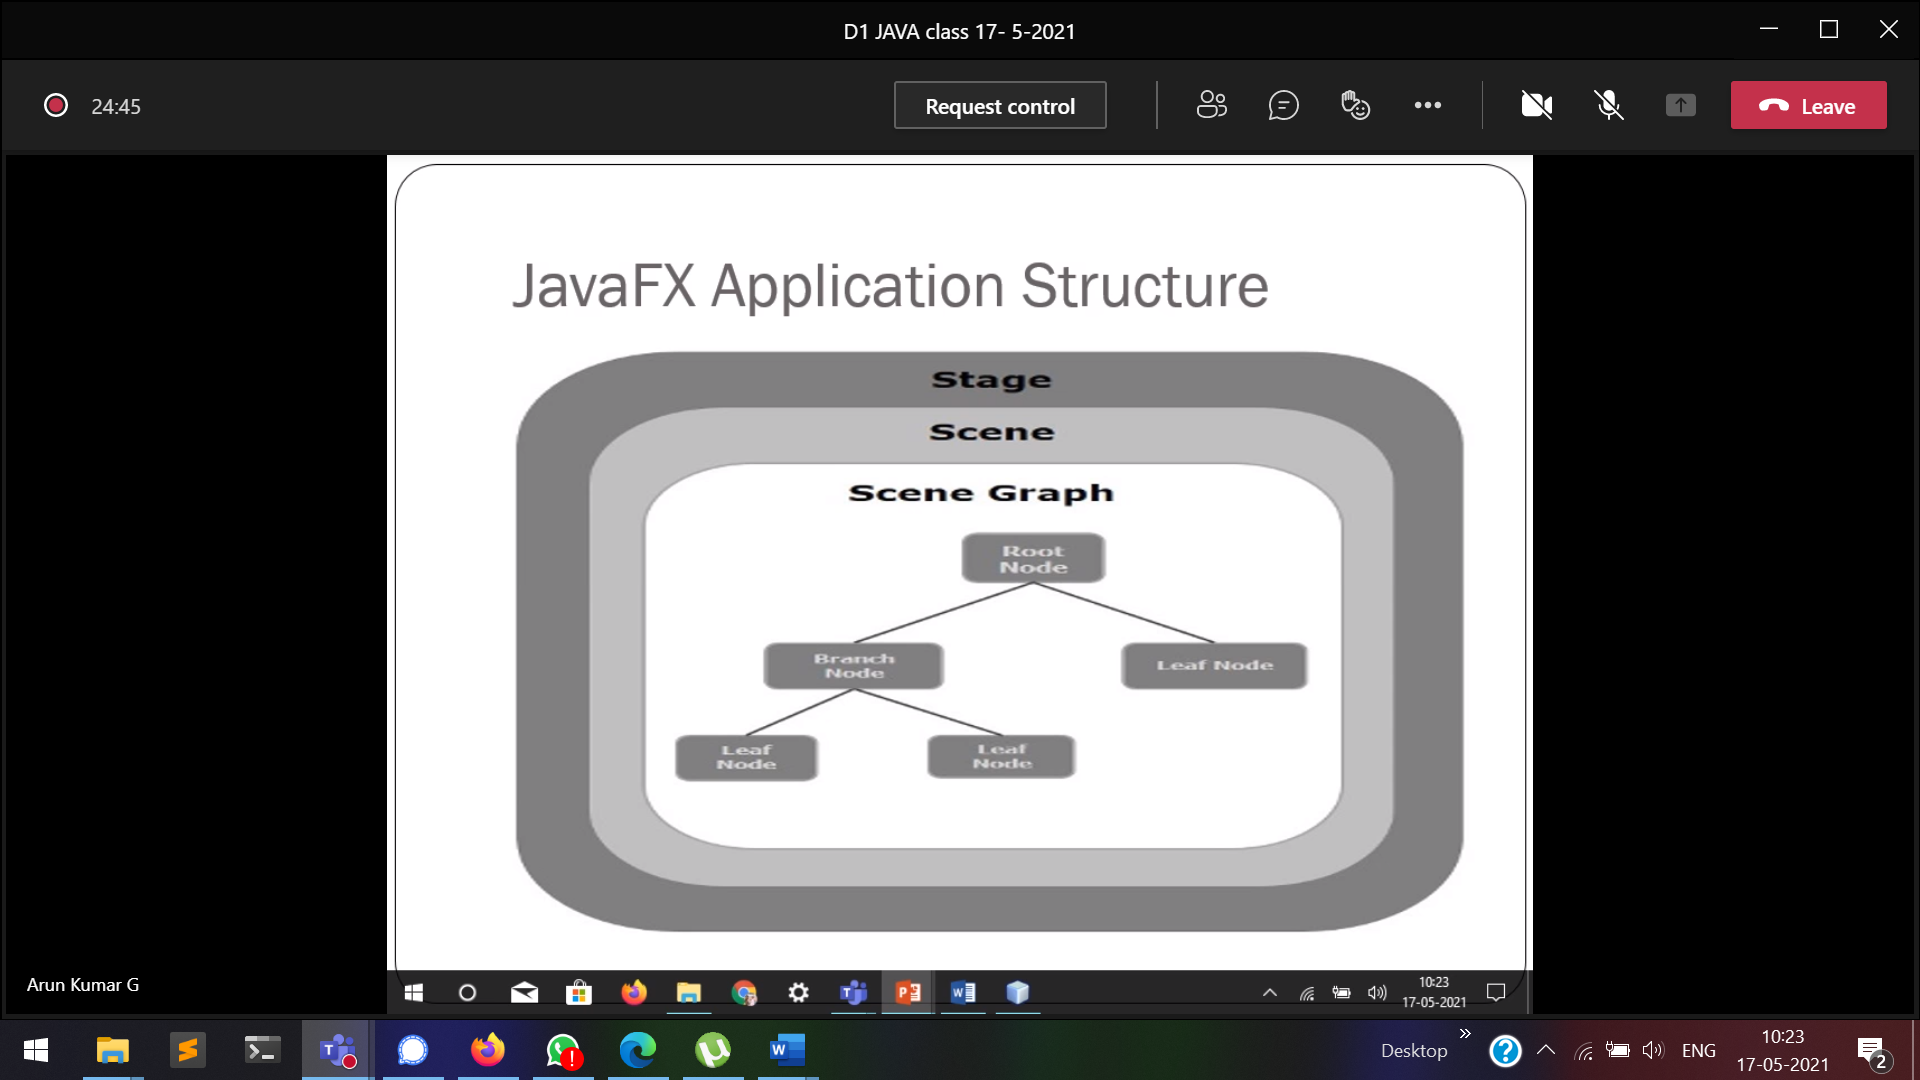 D1 JAVA class 17- 5-2021
24:45
Request control
Leave
JavaFX Application Structure
Stage
Scene
Scene Graph
Root
Node
Branch
Node
Leaf Node
Leaf
Node
Leaf
Node
Arun Kumar G
10:23
17-05-2021
Desktop
ENG
10:23
17-05-2021
2